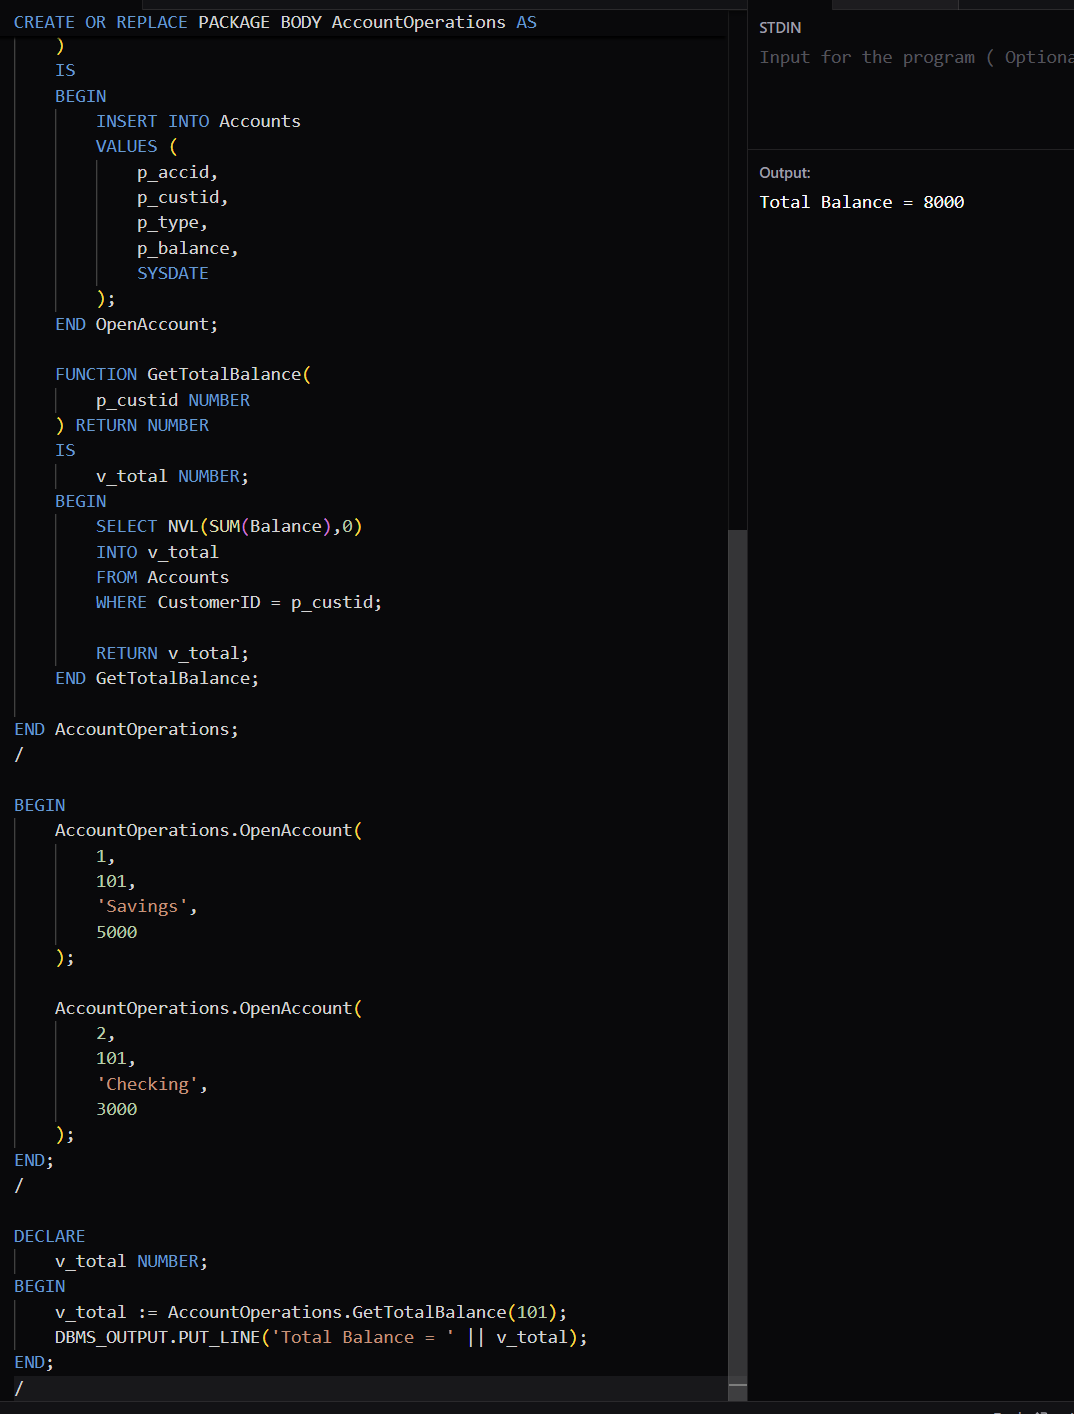 CREATE OR REPLACE PACKAGE BODY AccountOperations AS
)
IS
BEGIN
INSERT INTO Accounts
VALUES (
p_accid,
p_custid,
p_type,
p_balance,
SYSDATE
);
END OpenAccount;
FUNCTION GetTotalBalance(
p_custid NUMBER
) RETURN NUMBER
IS
v_total NUMBER;
BEGIN
SELECT NVL(SUM(Balance),0)
INTO v_total
FROM Accounts
WHERE CustomerID = p_custid;
RETURN v_total;
END GetTotalBalance;
END AccountOperations;
/
BEGIN
AccountOperations.OpenAccount(
1,
101,
'Savings',
5000
);
AccountOperations.OpenAccount(
2,
101,
'Checking',
3000
);
END;
/
DECLARE
v_total NUMBER;
BEGIN
v_total := AccountOperations.GetTotalBalance(101);
DBMS_OUTPUT.PUT_LINE('Total Balance = ' || v_total);
END;
/
STDIN
Input for the program ( Optiona
Output:
Total Balance = 8000